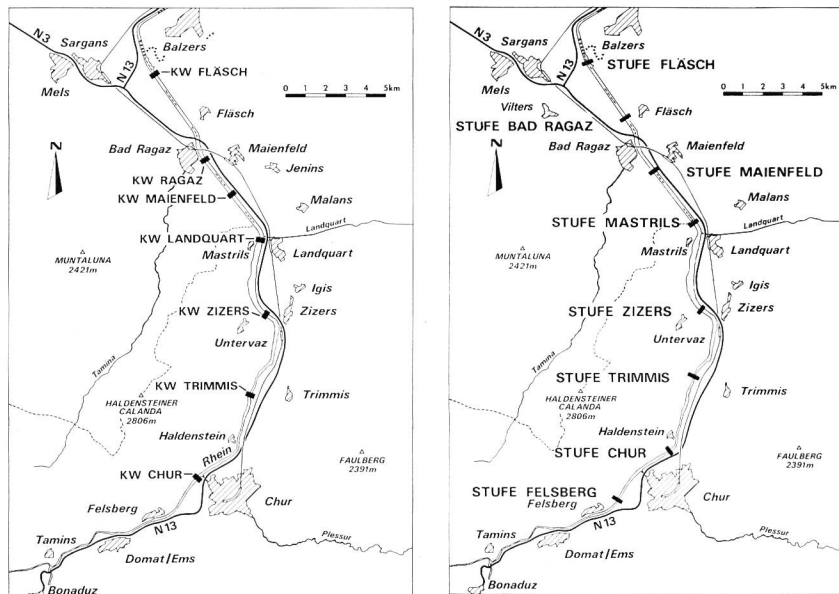 N3
Sargans
Balzers
N 13
KW FLÄSCH
Mels
0 1 2 3 4 5km
Fläsch
N
Bad Ragaz
Maienfeld
KW RAGAZ
Jenins
KW MAIENFELD
Malans
Landquart
KW LANDQUART
Mastrils
Landquart
MUNTALUNA
2421m
Igis
KW ZIZERS
Zizers
Untervaz
Tamina
KW TRIMMIS
Trimmis
HALDENSTEINER
CALANDA
2806m
Haldenstein
Rhein
FAULBERG
2391m
KW CHUR
Chur
Felsberg
N 13
Tamins
Plessur
Domat/Ems
Bonaduz
N3
Sargans
Balzers
STUFE FLÄSCH
N 13
Mels
0 1 2 3 4 5km
Vilters
Fläsch
STUFE BAD RAGAZ
N
Bad Ragaz
Maienfeld
STUFE MAIENFELD
Malans
STUFE MASTRILS
Landquart
Mastrils
Landquart
MUNTALUNA
2421m
Igis
STUFE ZIZERS
Zizers
Untervaz
Tamina
STUFE TRIMMIS
Trimmis
HALDENSTEINER
CALANDA
2806m
Haldenstein
STUFE CHUR
FAULBERG
2391m
STUFE FELSBERG
Felsberg
Chur
N 13
Tamins
Plessur
Domat/Ems
Bonaduz